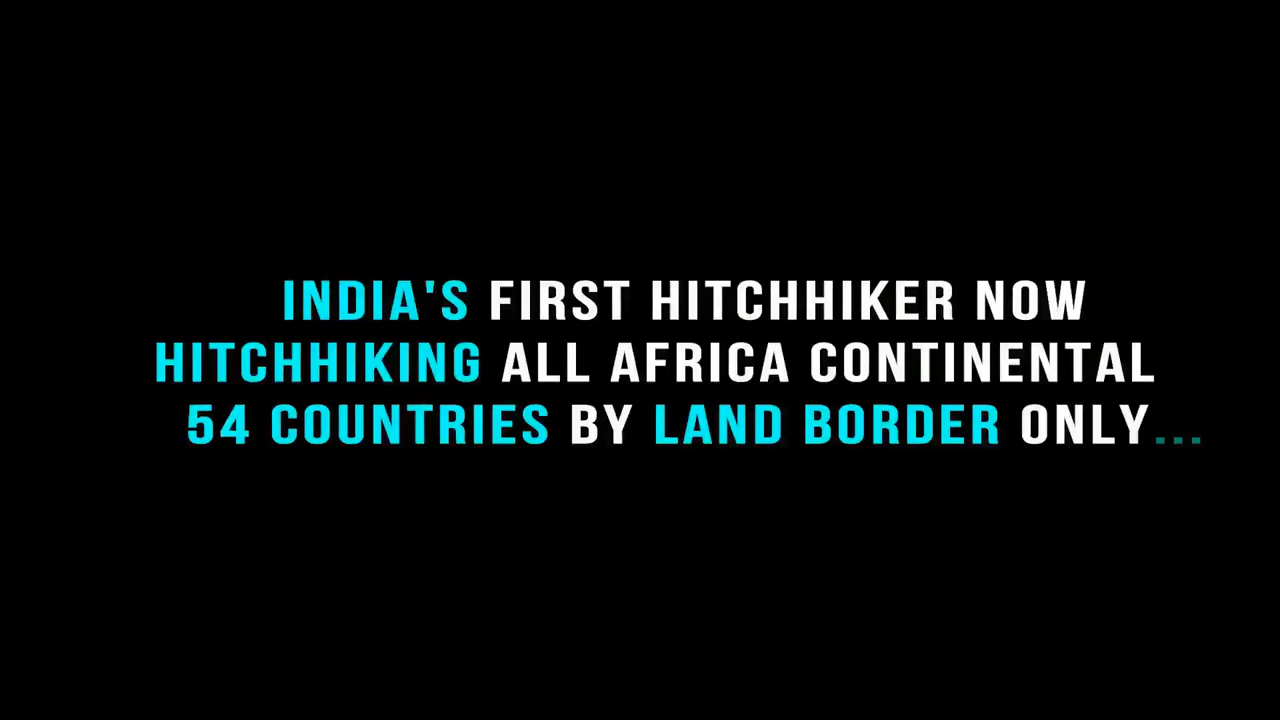 INDIA'S FIRST HITCHHIKER NOW
HITCHHIKING ALL AFRICA CONTINENTAL
54 COUNTRIES BY LAND BORDER ONLY...